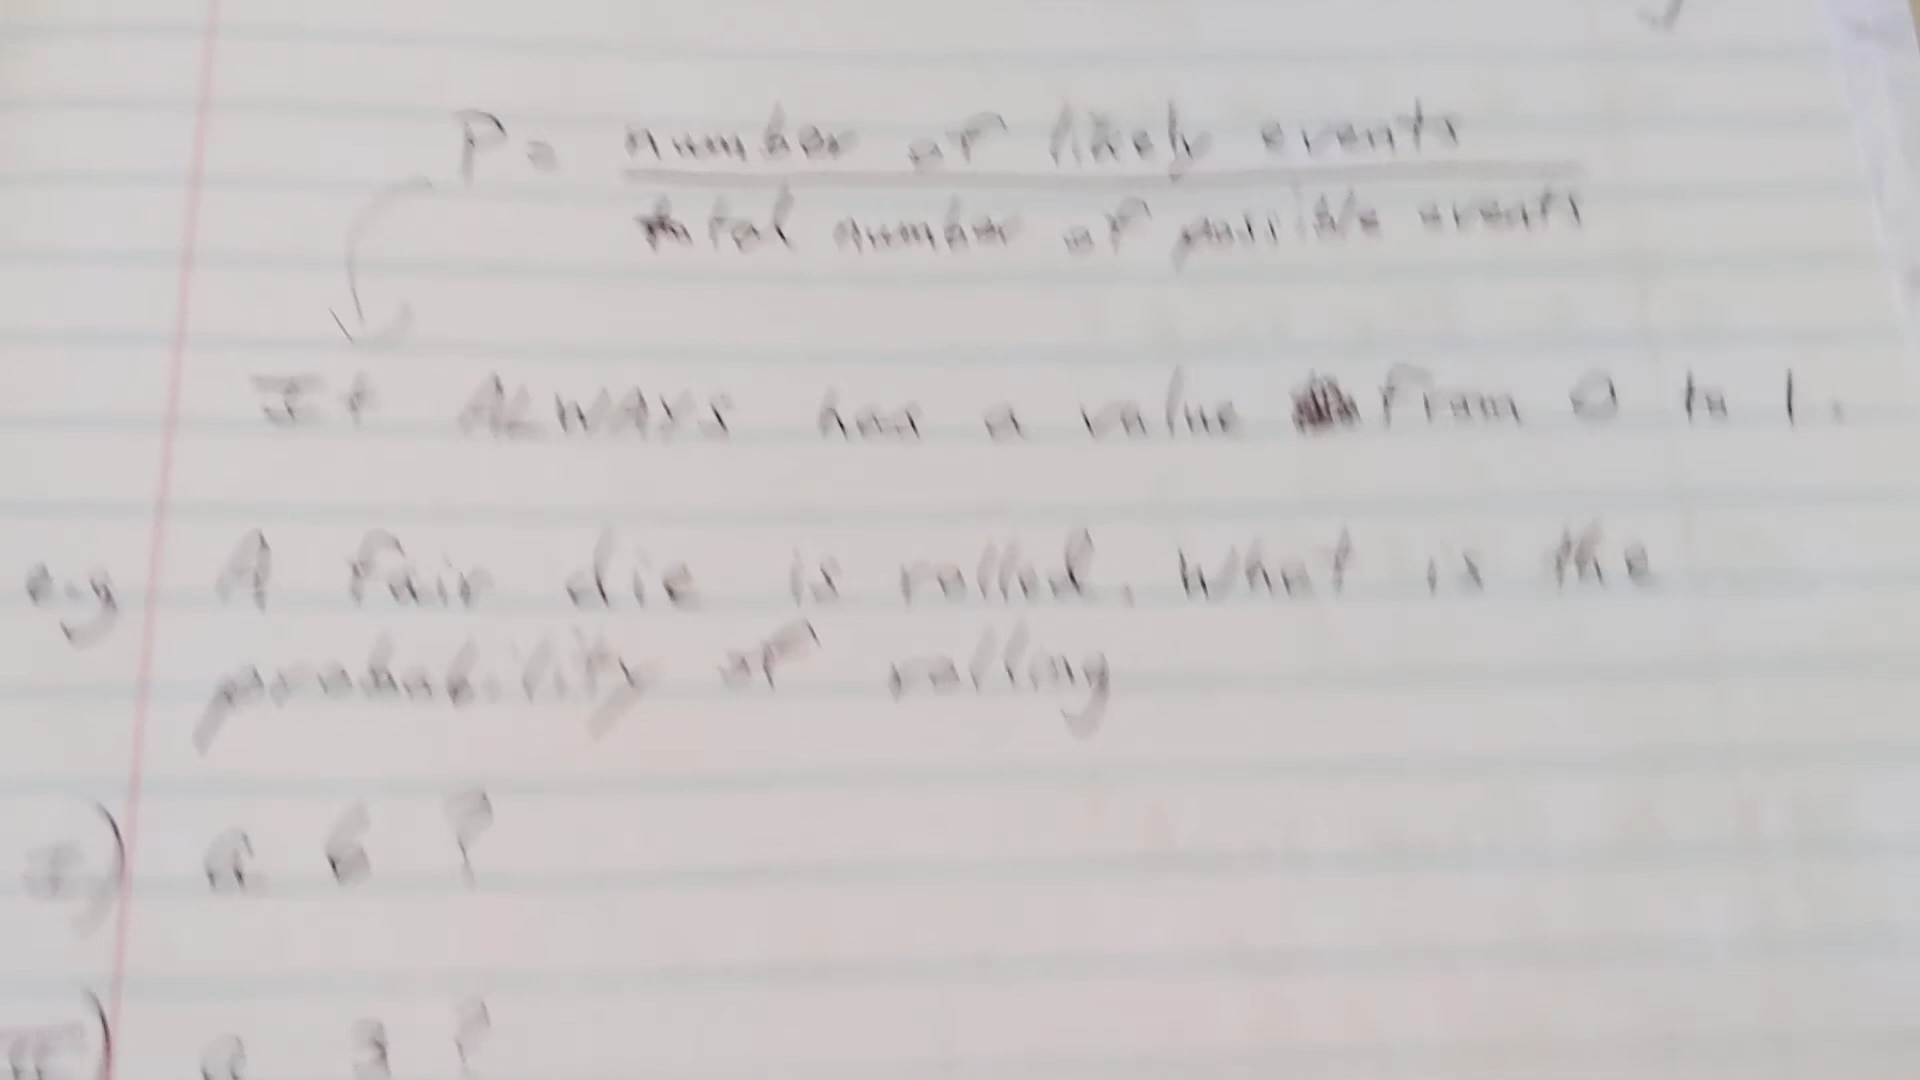 P = number of likely events
total number of possible events
It ALWAYS has a value from 0 to 1.
e.g A fair die is rolled. What is the
probability of rolling
I) a 6 ?
II) a 3 ?